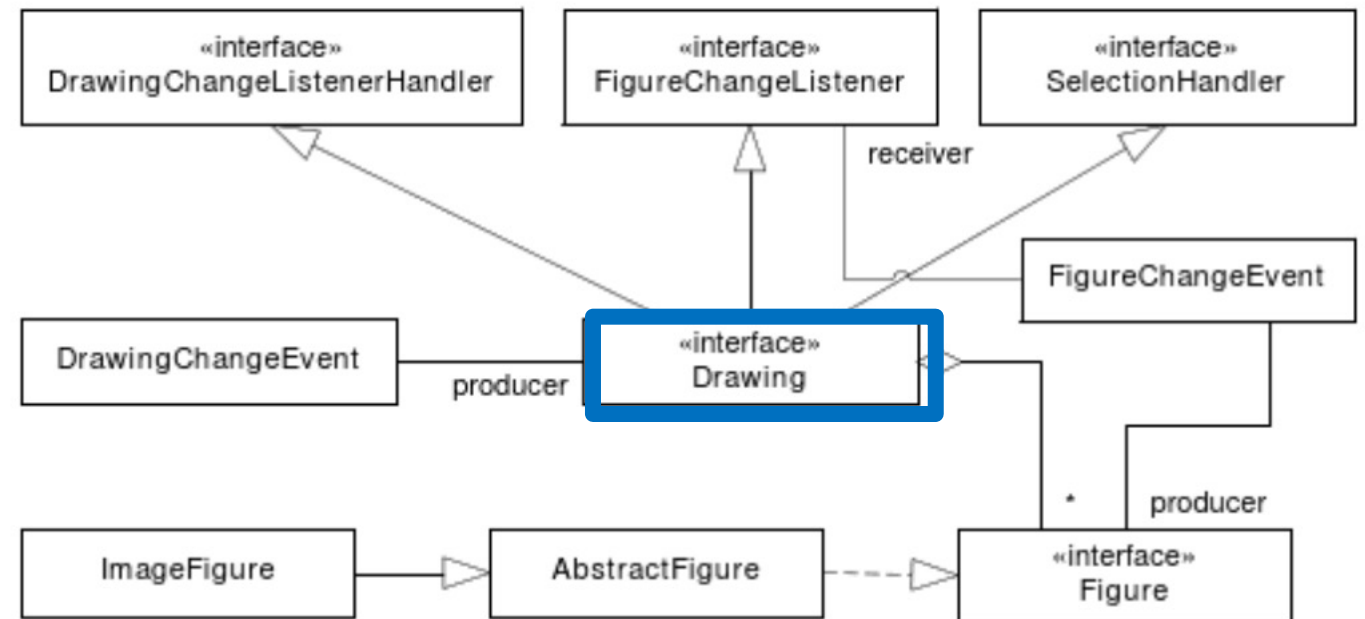 «interface»
DrawingChangeListenerHandler
«interface»
FigureChangeListener
«interface»
SelectionHandler
receiver
FigureChangeEvent
DrawingChangeEvent
producer
«interface»
Drawing
*
producer
ImageFigure
AbstractFigure
«interface»
Figure